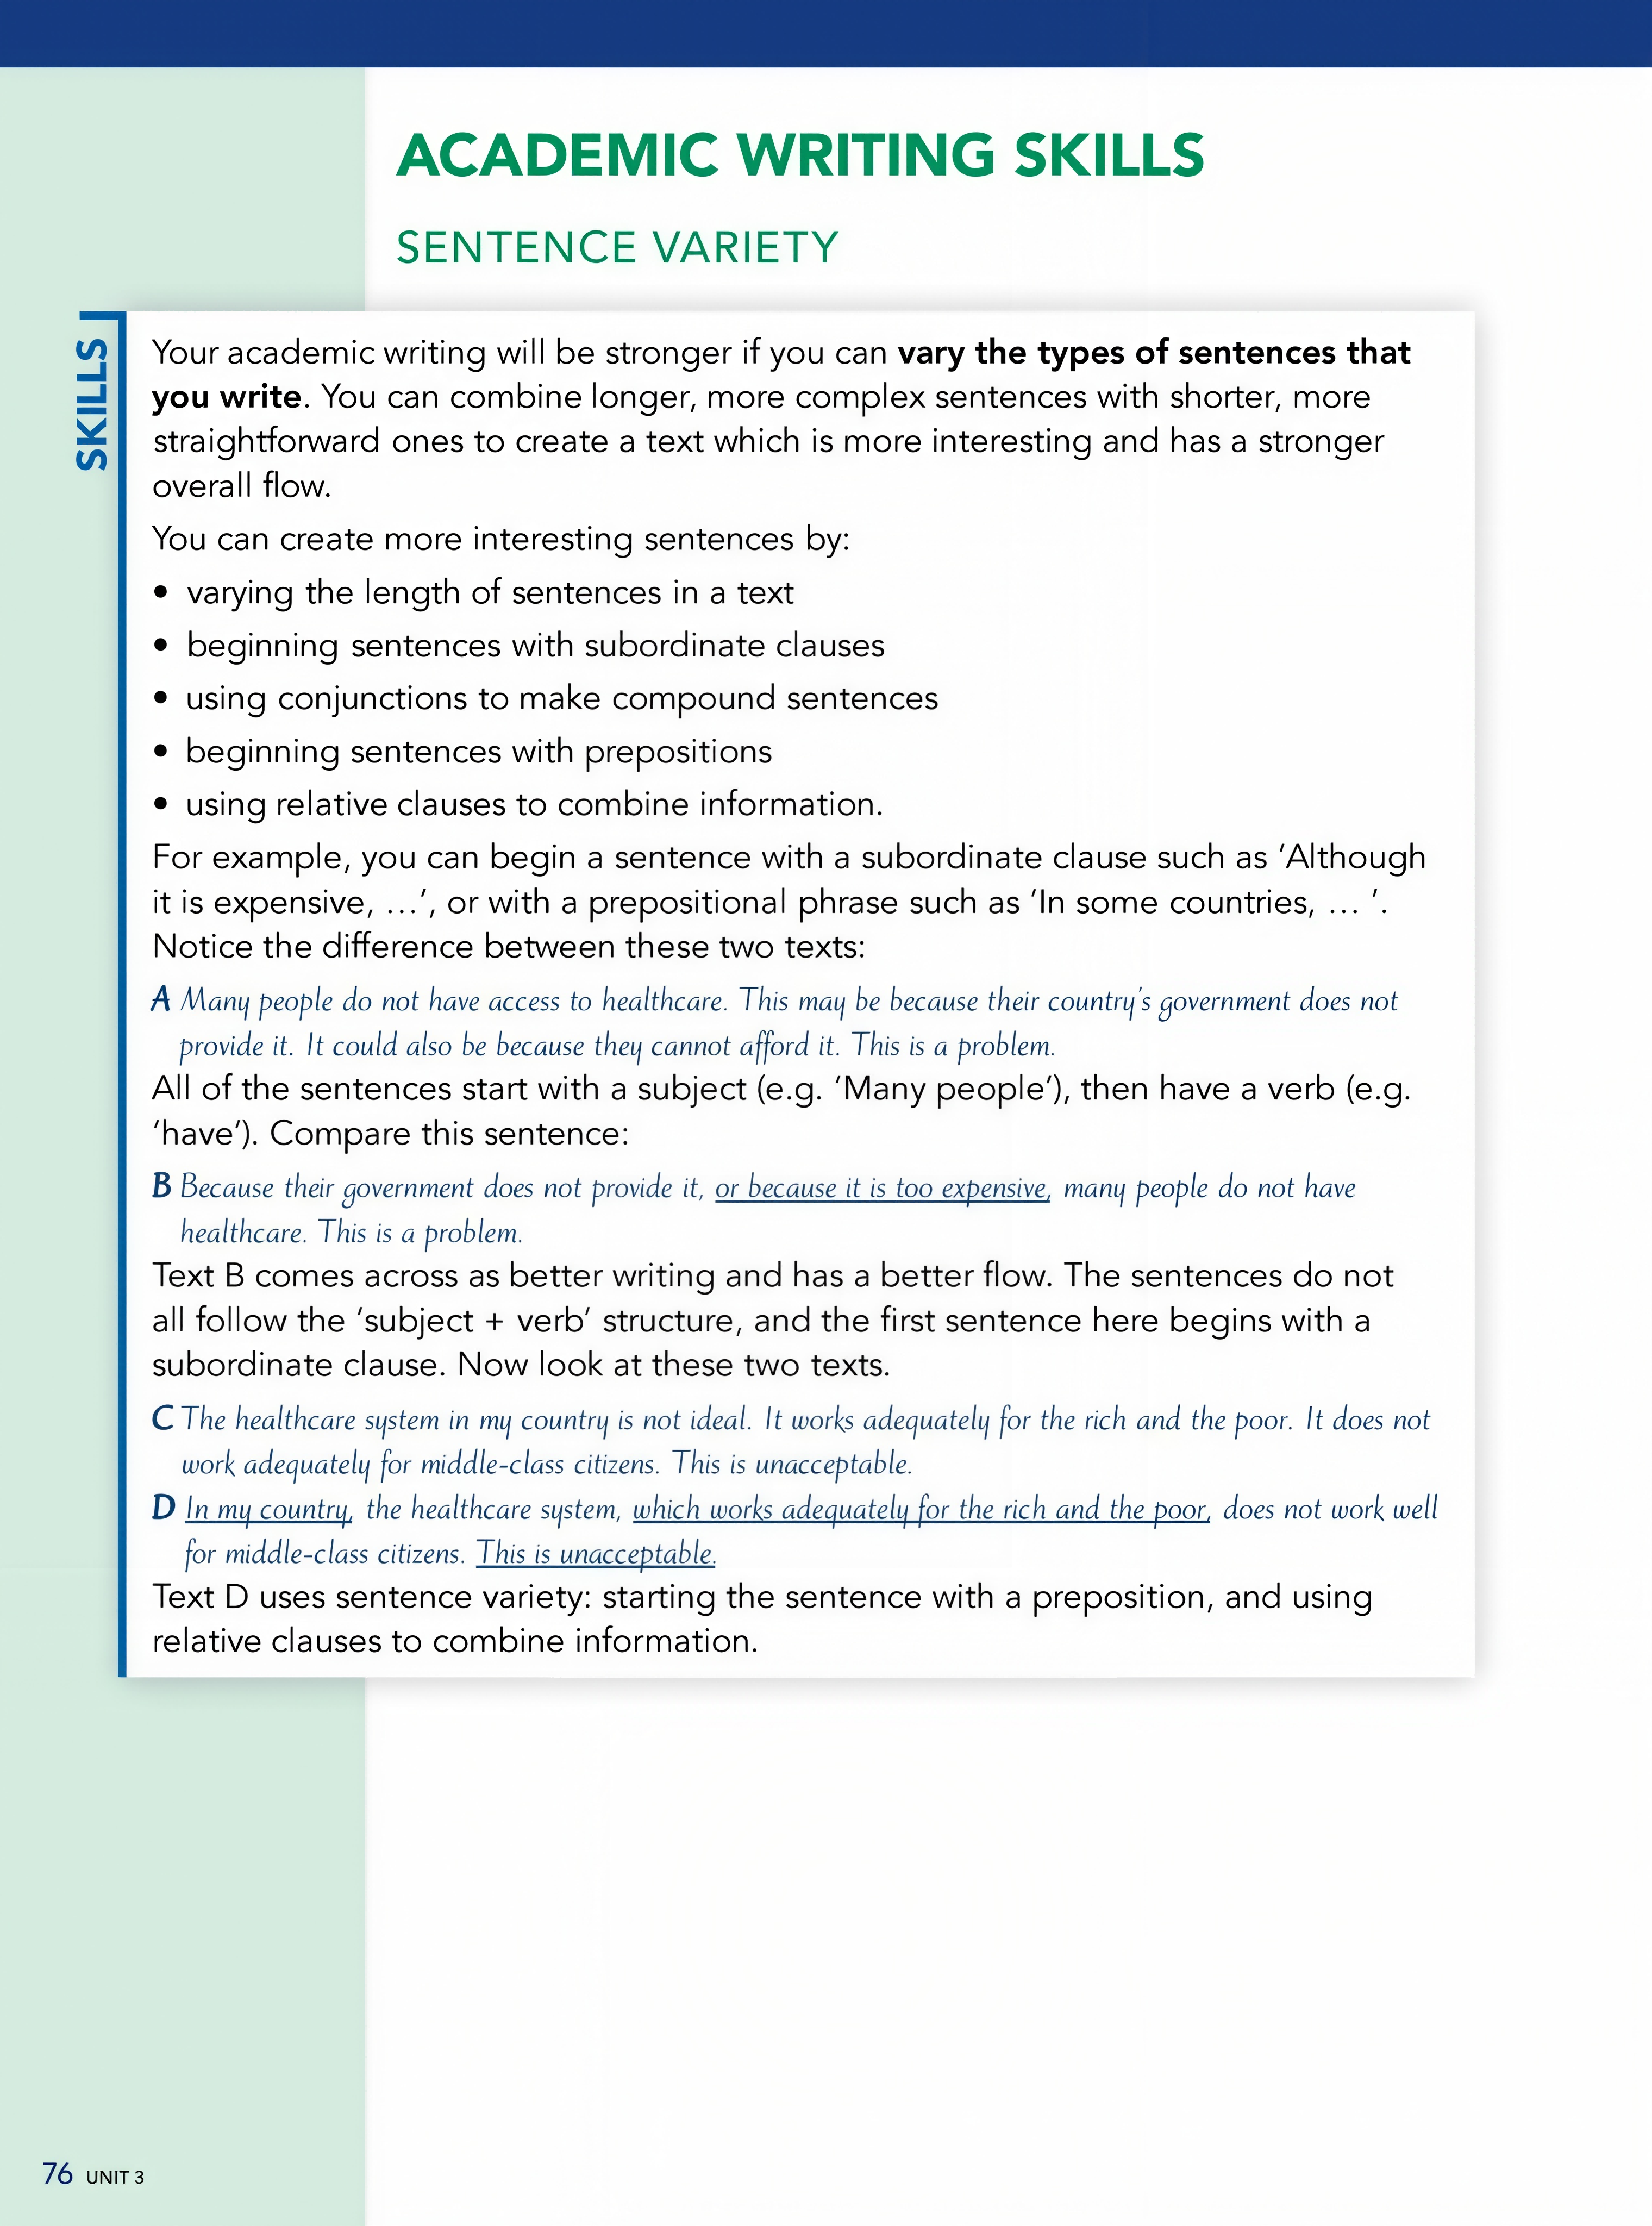 ACADEMIC WRITING SKILLS
SENTENCE VARIETY
SKILLS
Your academic writing will be stronger if you can vary the types of sentences that
you write. You can combine longer, more complex sentences with shorter, more
straightforward ones to create a text which is more interesting and has a stronger
overall flow.
You can create more interesting sentences by:
• varying the length of sentences in a text
• beginning sentences with subordinate clauses
• using conjunctions to make compound sentences
• beginning sentences with prepositions
• using relative clauses to combine information.
For example, you can begin a sentence with a subordinate clause such as ‘Although
it is expensive, …’, or with a prepositional phrase such as ‘In some countries, … ’.
Notice the difference between these two texts:
A Many people do not have access to healthcare. This may be because their country’s government does not
provide it. It could also be because they cannot afford it. This is a problem.
All of the sentences start with a subject (e.g. ‘Many people’), then have a verb (e.g.
‘have’). Compare this sentence:
B Because their government does not provide it, or because it is too expensive, many people do not have
healthcare. This is a problem.
Text B comes across as better writing and has a better flow. The sentences do not
all follow the ‘subject + verb’ structure, and the first sentence here begins with a
subordinate clause. Now look at these two texts.
C The healthcare system in my country is not ideal. It works adequately for the rich and the poor. It does not
work adequately for middle-class citizens. This is unacceptable.
D In my country, the healthcare system, which works adequately for the rich and the poor, does not work well
for middle-class citizens. This is unacceptable.
Text D uses sentence variety: starting the sentence with a preposition, and using
relative clauses to combine information.
76 UNIT 3